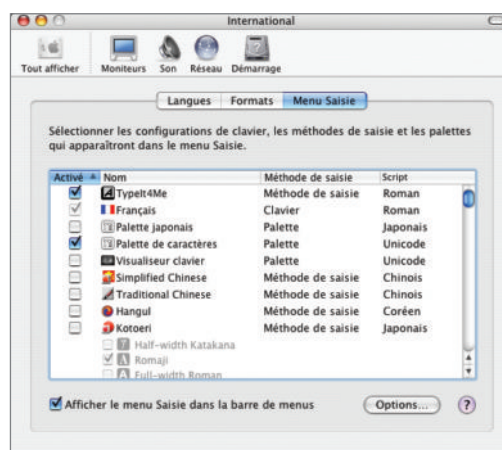 International
Tout afficher Moniteurs Son Réseau Démarrage
Langues Formats Menu Saisie
Sélectionner les configurations de clavier, les méthodes de saisie et les palettes
qui apparaîtront dans le menu Saisie.
Activé Nom Méthode de saisie Script
TypeIt4Me Méthode de saisie Roman
Français Clavier Roman
Palette japonais Palette Japonais
Palette de caractères Palette Unicode
Visualiseur clavier Palette Unicode
Simplified Chinese Méthode de saisie Chinois
Traditional Chinese Méthode de saisie Chinois
Hangul Méthode de saisie Coréen
Kotoeri Méthode de saisie Japonais
Half-width Katakana
Romaji
Full-width Roman
Afficher le menu Saisie dans la barre de menus Options... ?